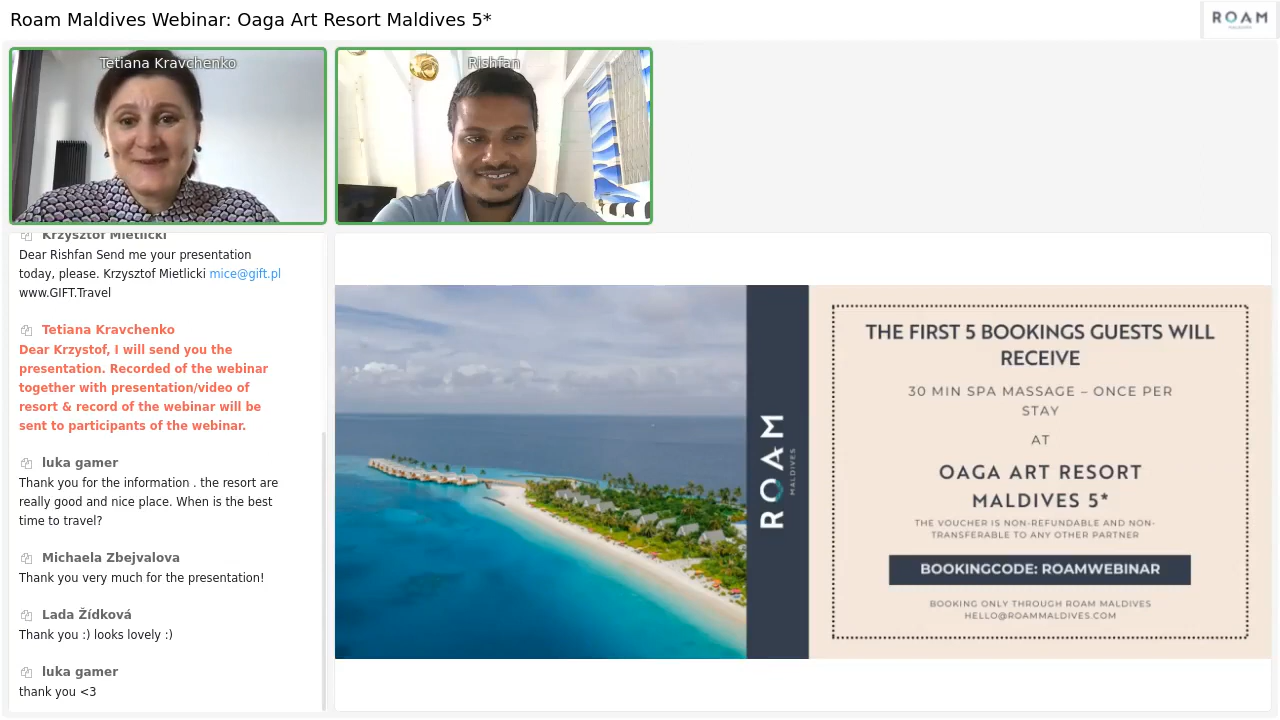 Roam Maldives Webinar: Oaga Art Resort Maldives 5*
ROAM
MALDIVES
Tetiana Kravchenko
Rishfan
Krzysztof Mietlicki
Dear Rishfan Send me your presentation
today, please. Krzysztof Mietlicki mice@gift.pl
www.GIFT.Travel
Tetiana Kravchenko
Dear Krzystof, I will send you the
presentation. Recorded of the webinar
together with presentation/video of
resort & record of the webinar will be
sent to participants of the webinar.
luka gamer
Thank you for the information . the resort are
really good and nice place. When is the best
time to travel?
Michaela Zbejvalova
Thank you very much for the presentation!
Lada Žídková
Thank you :) looks lovely :)
luka gamer
thank you <3
ROAM
MALDIVES
THE FIRST 5 BOOKINGS GUESTS WILL
RECEIVE
30 MIN SPA MASSAGE – ONCE PER
STAY
AT
OAGA ART RESORT
MALDIVES 5*
THE VOUCHER IS NON-REFUNDABLE AND NON-
TRANSFERABLE TO ANY OTHER PARTNER
BOOKINGCODE: ROAMWEBINAR
BOOKING ONLY THROUGH ROAM MALDIVES
HELLO@ROAMMALDIVES.COM